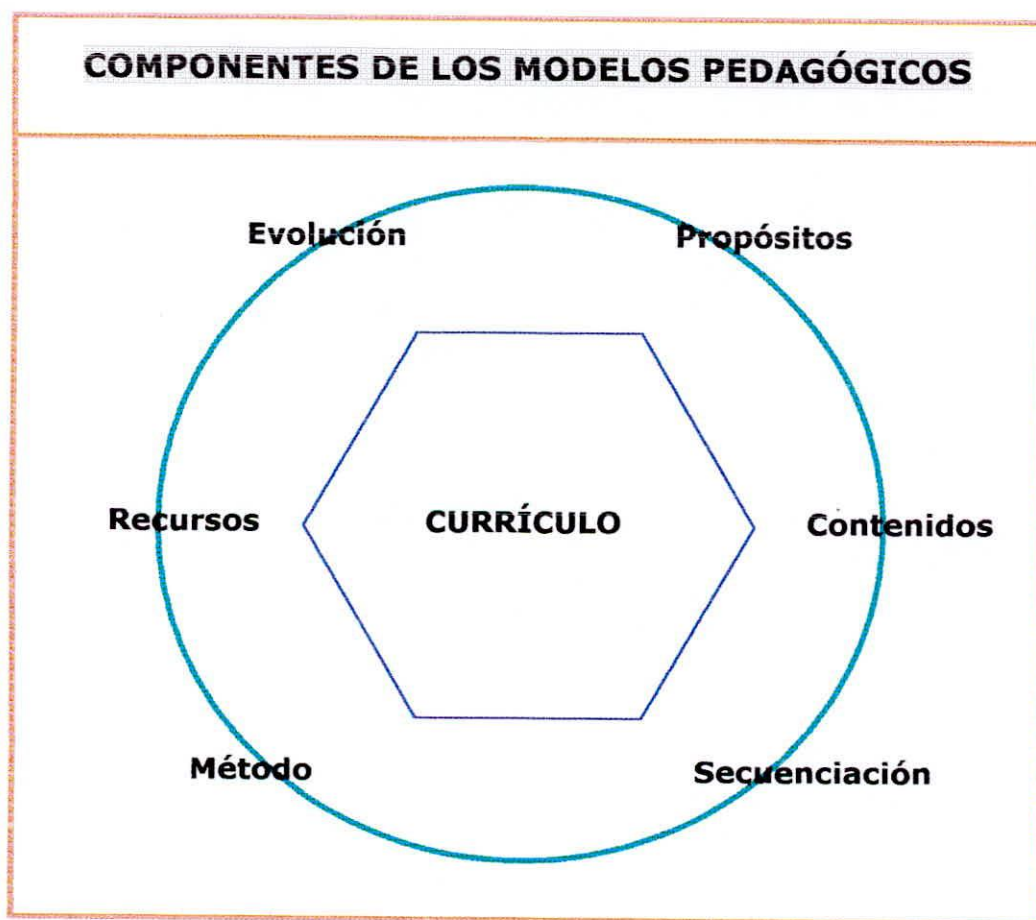 COMPONENTES DE LOS MODELOS PEDAGÓGICOS
Evolución
Propósitos
Recursos
CURRÍCULO
Contenidos
Método
Secuenciación